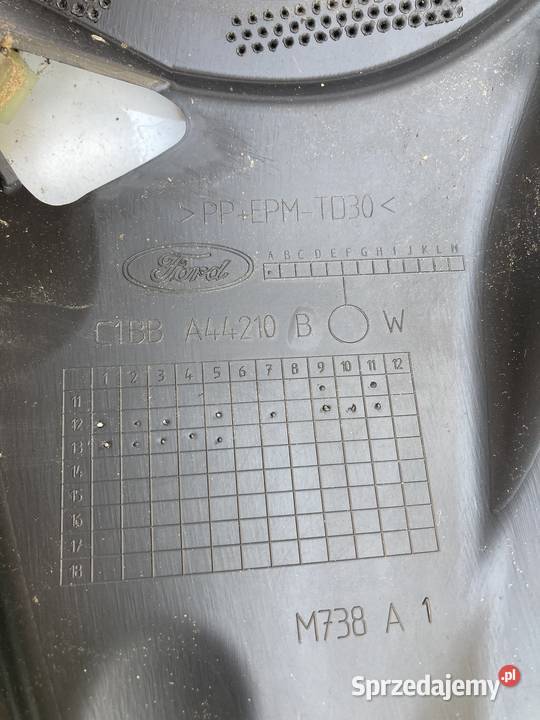 >PP+EPM-TD30<
Ford
A B C D E F G H I J K L M
C1BB A44210 B W
1 2 3 4 5 6 7 8 9 10 11 12
11
12
13
14
15
16
17
18
M738 A 1
Sprzedajemy.pl